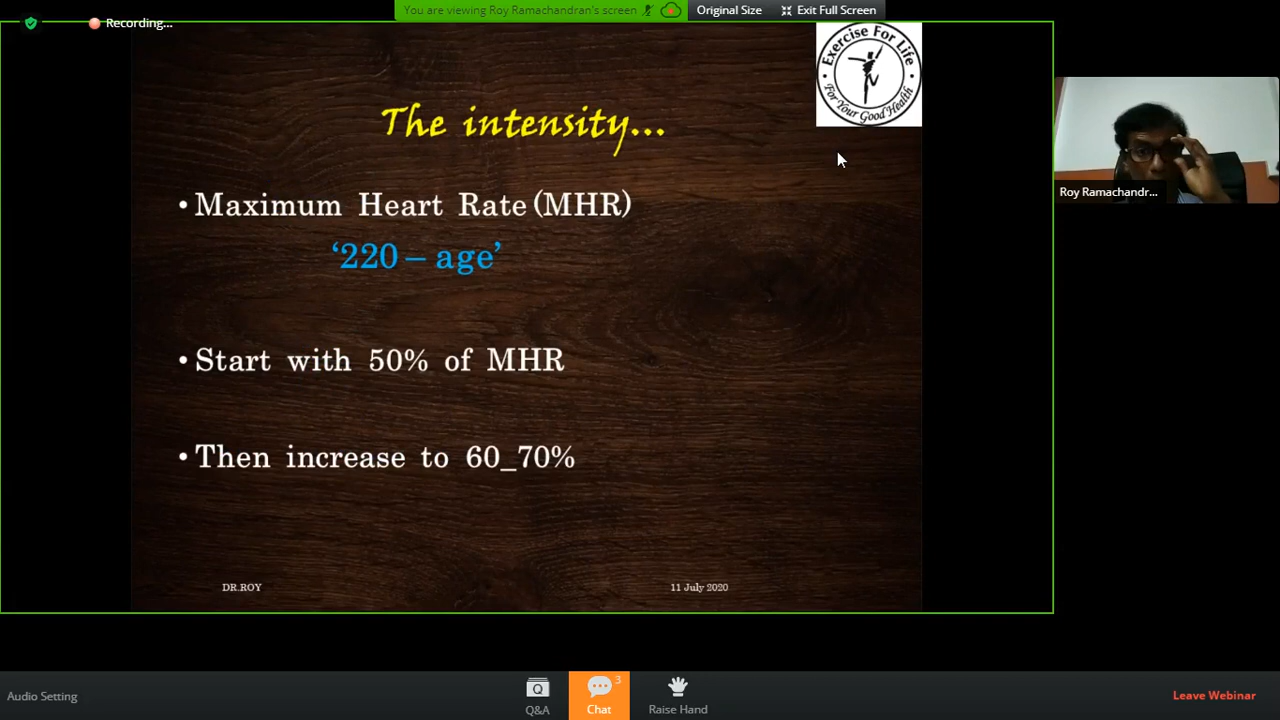 You are viewing Roy Ramachandran's screen
Original Size
Exit Full Screen
Recording...
Exercise For Life
For Your Good Health
The intensity...
• Maximum Heart Rate (MHR)
‘220 – age’
• Start with 50% of MHR
• Then increase to 60_70%
DR.ROY
11 July 2020
Roy Ramachandr...
Audio Setting
Q
Q&A
3
Chat
Raise Hand
Leave Webinar